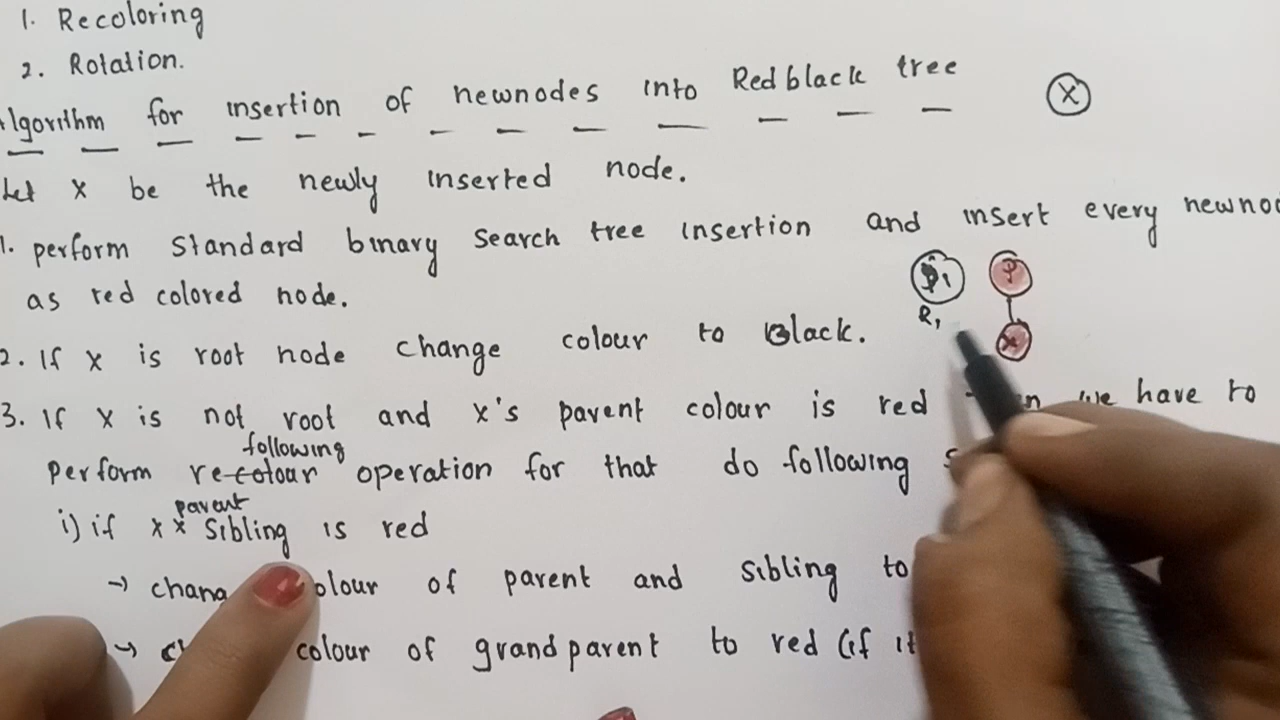 1. Recoloring
2. Rotation.
Algorithm for insertion of newnodes into Redblack tree
X
Let x be the newly inserted node.
1. perform standard binary search tree insertion and insert every newno
as red colored node.
P
R1
x
2. If x is root node change colour to Black.
3. If x is not root and x's parent colour is red we have to
following
perform recolour operation for that do following
parent
i) if x x sibling is red
→ chang colour of parent and sibling to
→ colour of grandparent to red (if it